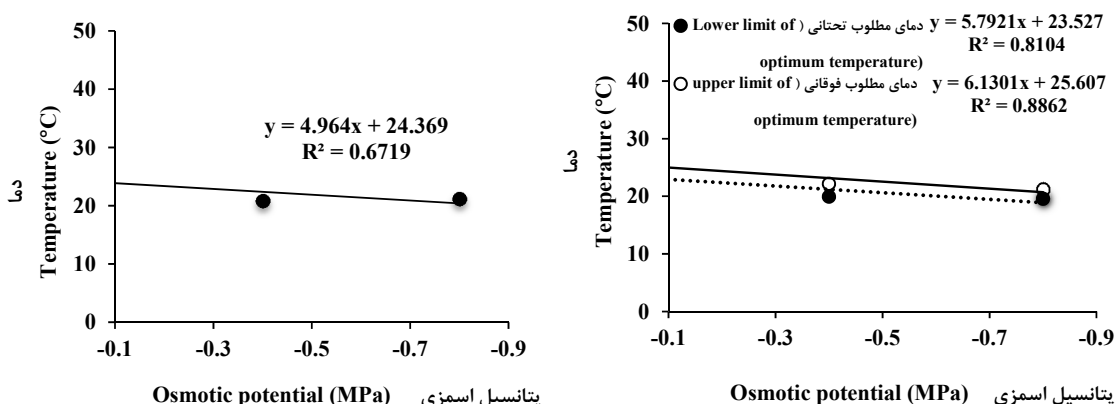 50
40
30
20
10
0
دما
Temperature (°C)
y = 4.964x + 24.369
R² = 0.6719
-0.1 -0.3 -0.5 -0.7 -0.9
Osmotic potential (MPa) پتانسیل اسمزی
50
40
30
20
10
0
دما
Temperature (°C)
Lower limit of ) دمای مطلوب تحتانی
optimum temperature)
y = 5.7921x + 23.527
R² = 0.8104
upper limit of ) دمای مطلوب فوقانی
optimum temperature)
y = 6.1301x + 25.607
R² = 0.8862
-0.1 -0.3 -0.5 -0.7 -0.9
Osmotic potential (MPa) پتانسیل اسمزی